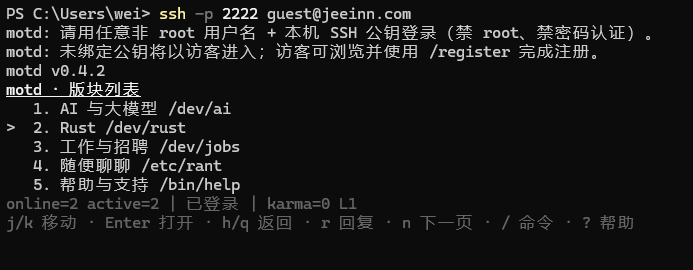 PS C:\Users\wei> ssh -p 2222 guest@jeeinn.com
motd: 请用任意非 root 用户名 + 本机 SSH 公钥登录（禁 root、禁密码认证）。
motd: 未绑定公钥将以访客进入；访客可浏览并使用 /register 完成注册。
motd v0.4.2
motd · 版块列表
1. AI 与大模型 /dev/ai
> 2. Rust /dev/rust
3. 工作与招聘 /dev/jobs
4. 随便聊聊 /etc/rant
5. 帮助与支持 /bin/help
online=2 active=2 | 已登录 | karma=0 L1
j/k 移动 · Enter 打开 · h/q 返回 · r 回复 · n 下一页 · / 命令 · ? 帮助